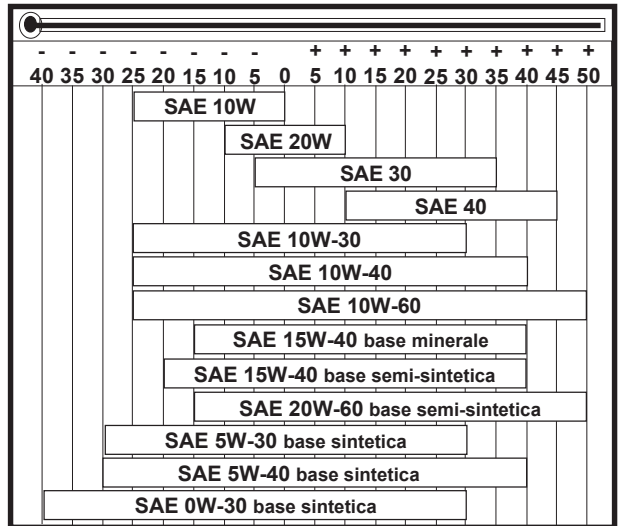 - - - - - - - - + + + + + + + + + +
40 35 30 25 20 15 10 5 0 5 10 15 20 25 30 35 40 45 50
SAE 10W
SAE 20W
SAE 30
SAE 40
SAE 10W-30
SAE 10W-40
SAE 10W-60
SAE 15W-40 base minerale
SAE 15W-40 base semi-sintetica
SAE 20W-60 base semi-sintetica
SAE 5W-30 base sintetica
SAE 5W-40 base sintetica
SAE 0W-30 base sintetica